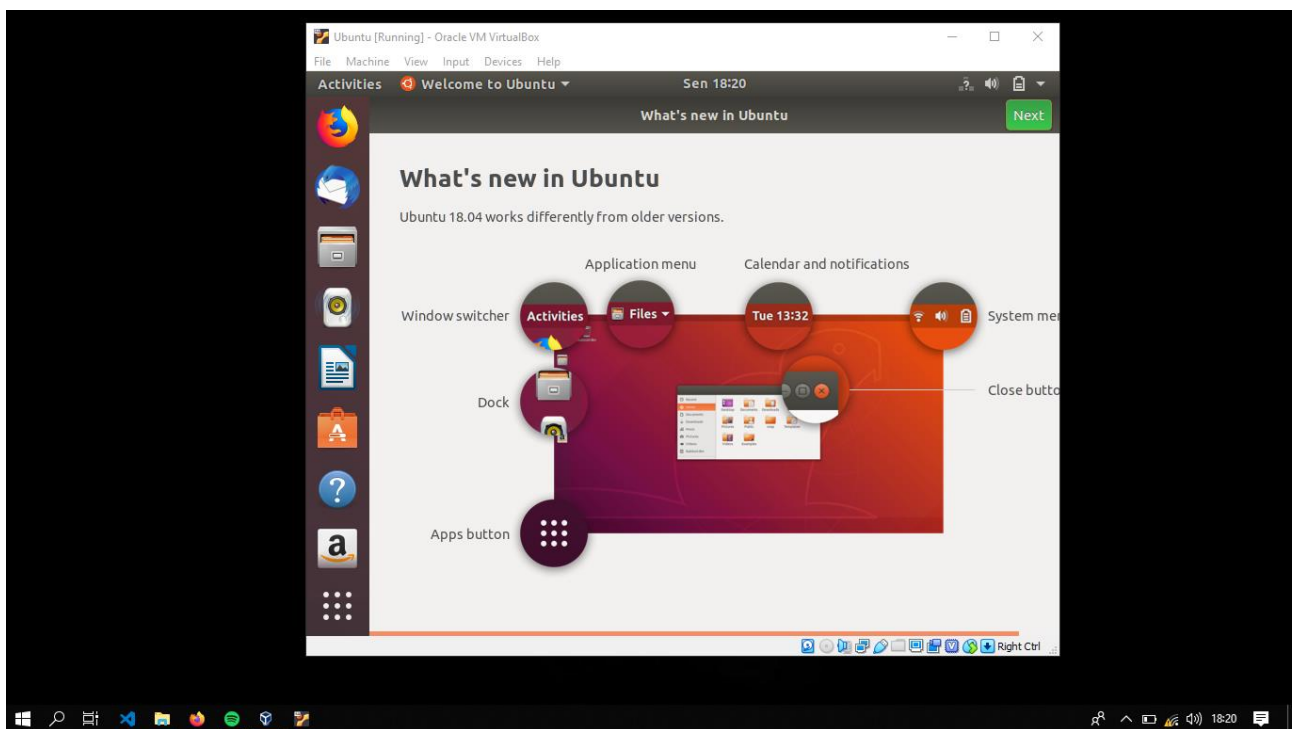 Ubuntu [Running] - Oracle VM VirtualBox
File Machine View Input Devices Help
Activities Welcome to Ubuntu Sen 18:20
What's new in Ubuntu Next
What's new in Ubuntu
Ubuntu 18.04 works differently from older versions.
Application menu Calendar and notifications
Window switcher Activities Files Tue 13:32 System me
Dock Close butto
Apps button
Right Ctrl
18:20